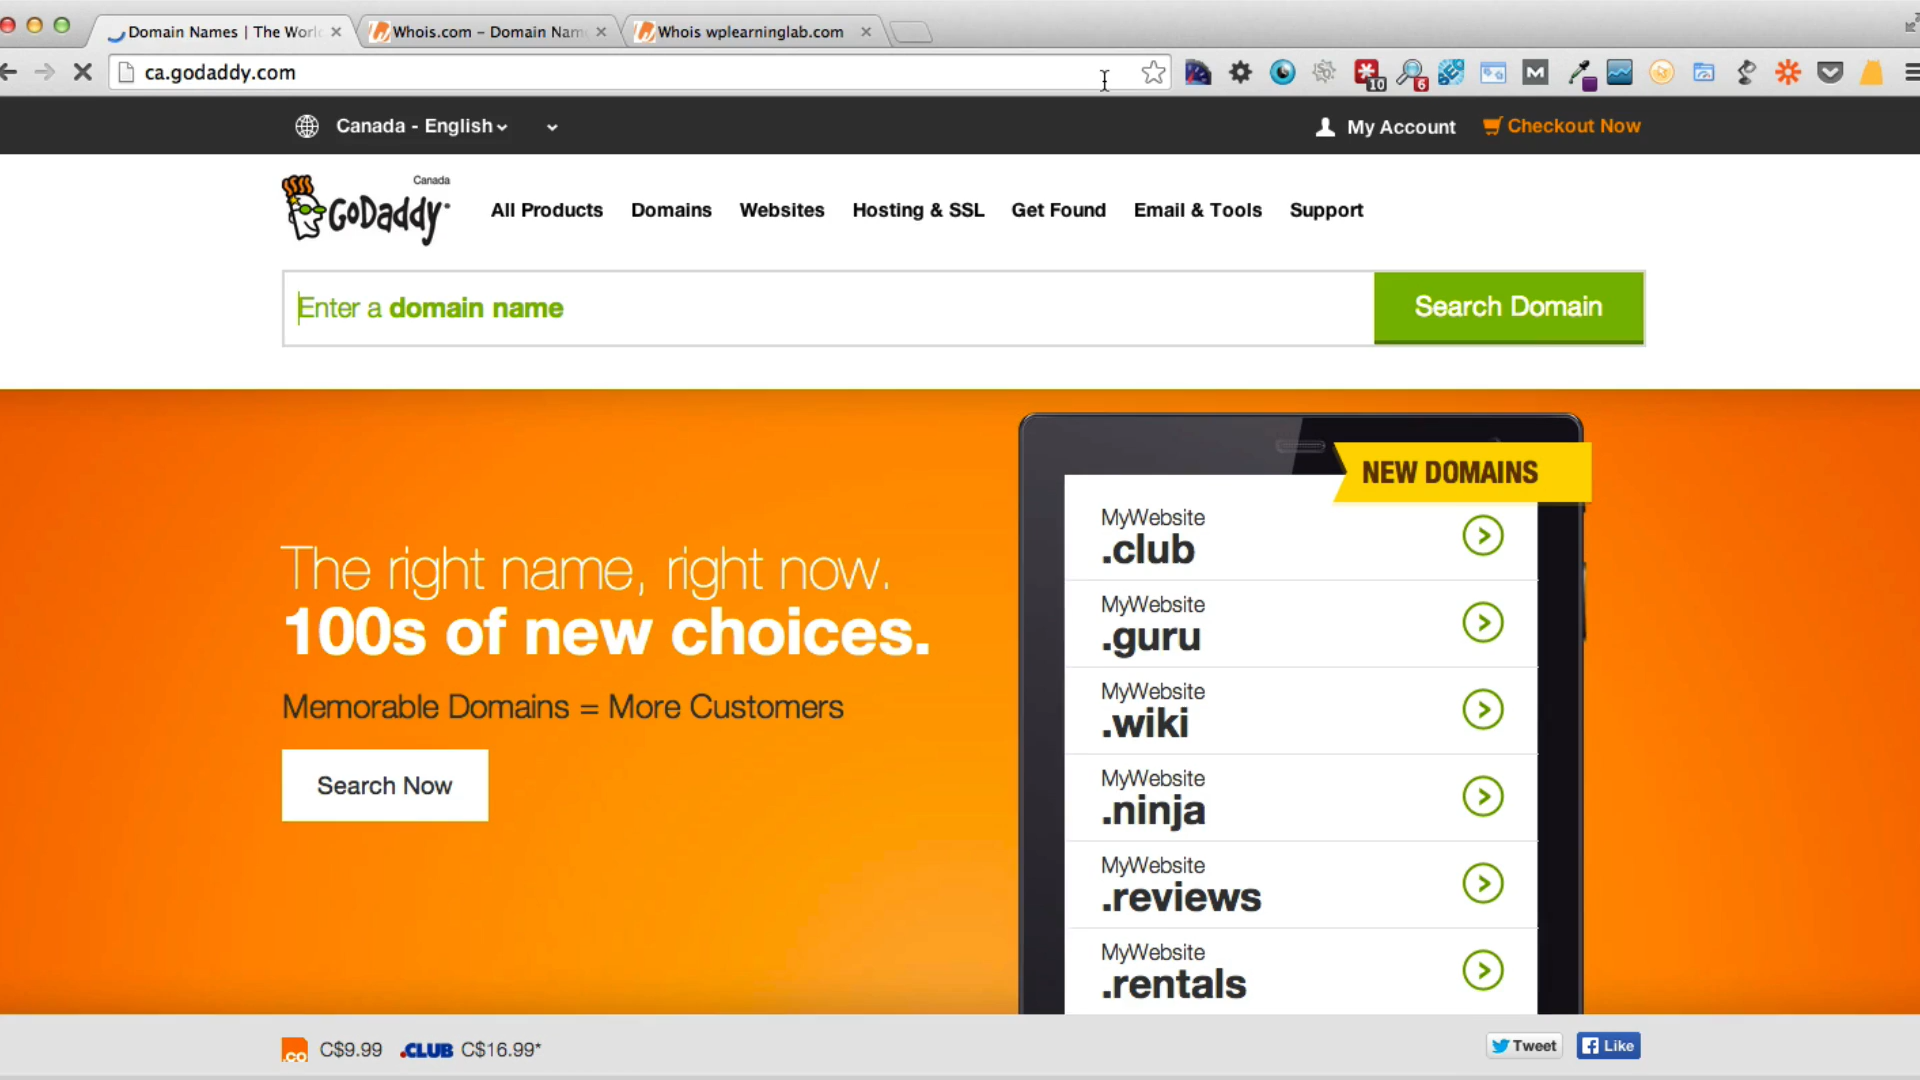 Domain Names | The Worl
Whois.com – Domain Nam
Whois wplearninglab.com
ca.godaddy.com
10
6
M
Canada - English
My Account
Checkout Now
Canada
GoDaddy
All Products
Domains
Websites
Hosting & SSL
Get Found
Email & Tools
Support
Enter a domain name
Search Domain
NEW DOMAINS
The right name, right now.
100s of new choices.
Memorable Domains = More Customers
Search Now
MyWebsite
.club
MyWebsite
.guru
MyWebsite
.wiki
MyWebsite
.ninja
MyWebsite
.reviews
MyWebsite
.rentals
.co C$9.99 .CLUB C$16.99*
Tweet
Like